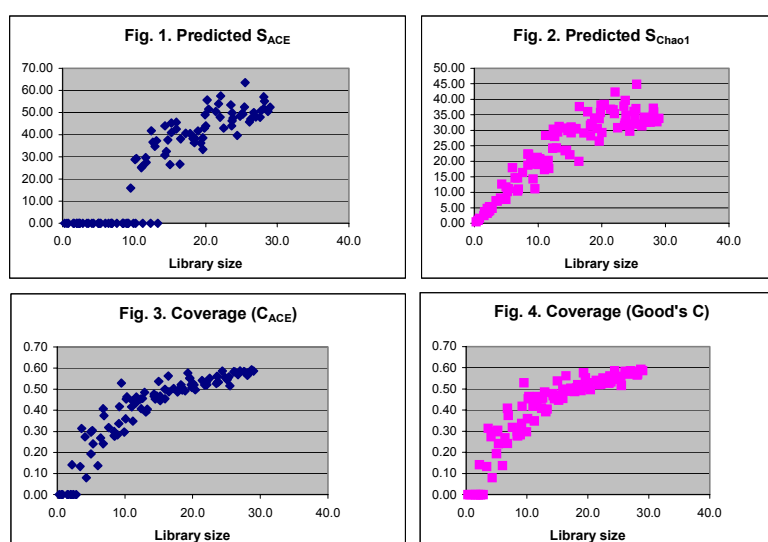 Fig. 1. Predicted SACE
70.00
60.00
50.00
40.00
30.00
20.00
10.00
0.00
0.0 10.0 20.0 30.0 40.0
Library size
Fig. 2. Predicted SChao1
50.00
45.00
40.00
35.00
30.00
25.00
20.00
15.00
10.00
5.00
0.00
0.0 10.0 20.0 30.0 40.0
Library size
Fig. 3. Coverage (CACE)
0.70
0.60
0.50
0.40
0.30
0.20
0.10
0.00
0.0 10.0 20.0 30.0 40.0
Library size
Fig. 4. Coverage (Good's C)
0.70
0.60
0.50
0.40
0.30
0.20
0.10
0.00
0.0 10.0 20.0 30.0 40.0
Library size